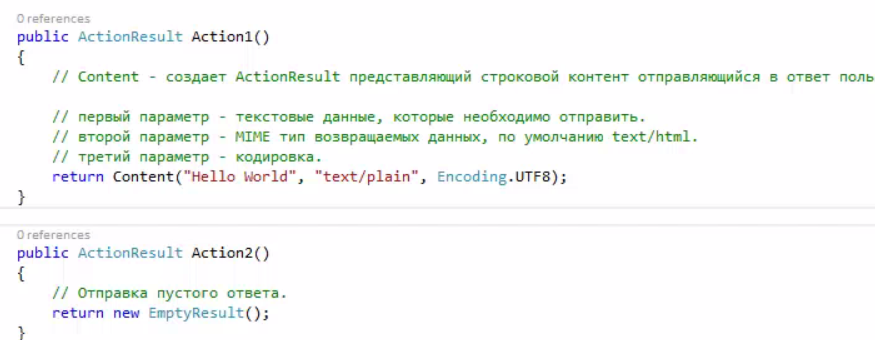 0 references
public ActionResult Action1()
{
// Content - создает ActionResult представляющий строковой контент отправляющийся в ответ
// первый параметр - текстовые данные, которые необходимо отправить.
// второй параметр - MIME тип возвращаемых данных, по умолчанию text/html.
// третий параметр - кодировка.
return Content("Hello World", "text/plain", Encoding.UTF8);
}
0 references
public ActionResult Action2()
{
// Отправка пустого ответа.
return new EmptyResult();
}